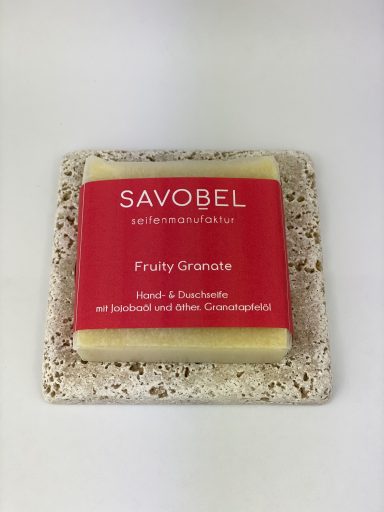 SAVOBEL
seifenmanufaktur
Fruity Granate
Hand- & Duschseife
mit Jojobaöl und äther. Granatapfelöl